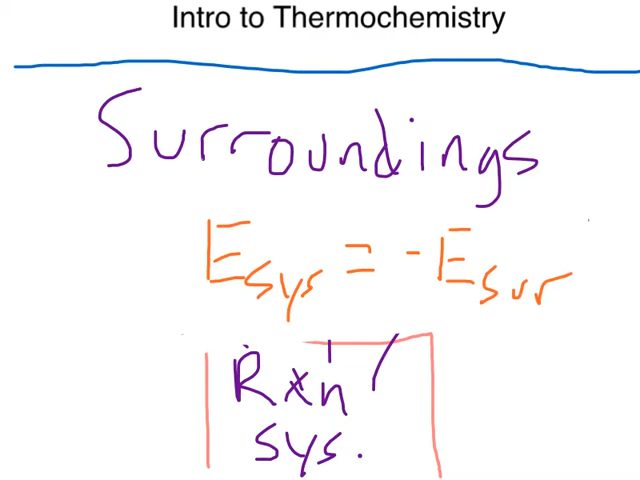 Intro to Thermochemistry
Surroundings
Esys = -Esur
Rxn /
sys.